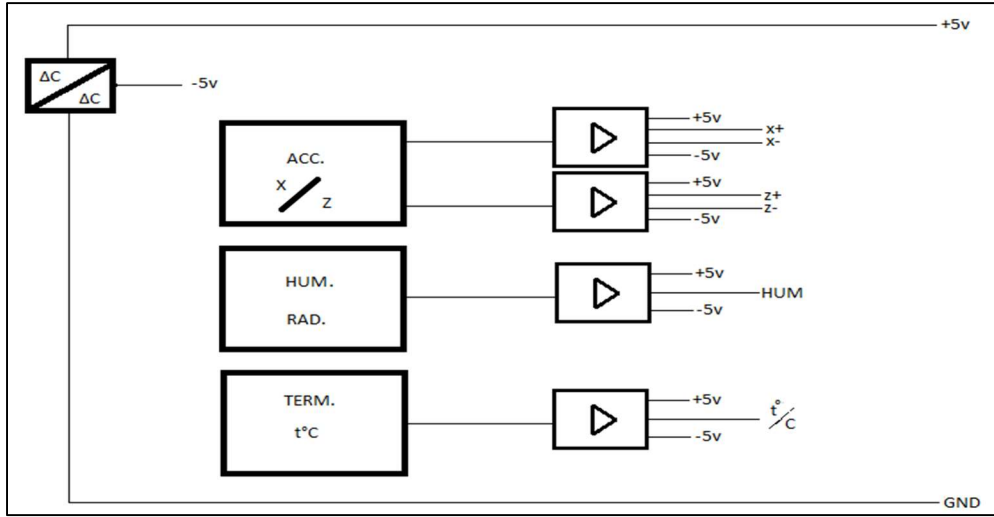 +5v
ΔC
ΔC
-5v
ACC.
X
Z
+5v
x+
x-
-5v
+5v
z+
z-
-5v
HUM.
RAD.
+5v
HUM
-5v
TERM.
t°C
+5v
t°/C
-5v
GND